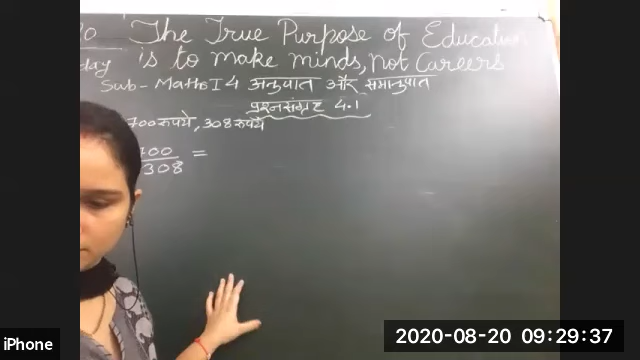 The True Purpose of Education
day is to make minds, not Careers
Sub-Maths I 4 अनुपात और समानुपात
प्रश्नसंग्रह 4.1
700 रुपये, 308 रुपये
700
308 =
iPhone
2020-08-20 09:29:37